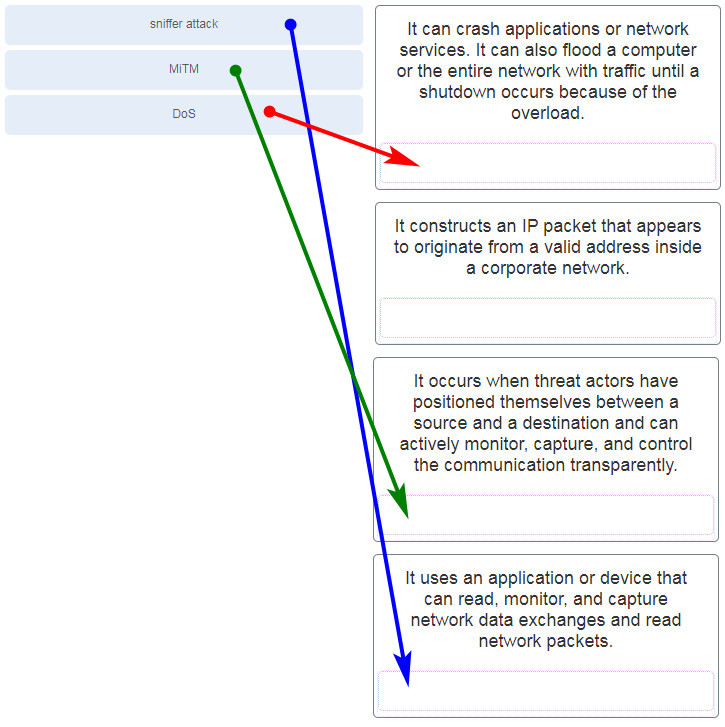 sniffer attack
MiTM
DoS
It can crash applications or network
services. It can also flood a computer
or the entire network with traffic until a
shutdown occurs because of the
overload.
It constructs an IP packet that appears
to originate from a valid address inside
a corporate network.
It occurs when threat actors have
positioned themselves between a
source and a destination and can
actively monitor, capture, and control
the communication transparently.
It uses an application or device that
can read, monitor, and capture
network data exchanges and read
network packets.